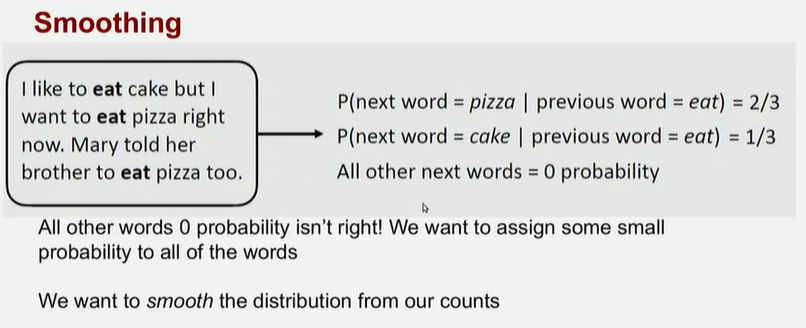 Smoothing
I like to eat cake but I
want to eat pizza right
now. Mary told her
brother to eat pizza too.
P(next word = pizza | previous word = eat) = 2/3
P(next word = cake | previous word = eat) = 1/3
All other next words = 0 probability
All other words 0 probability isn't right! We want to assign some small
probability to all of the words
We want to smooth the distribution from our counts